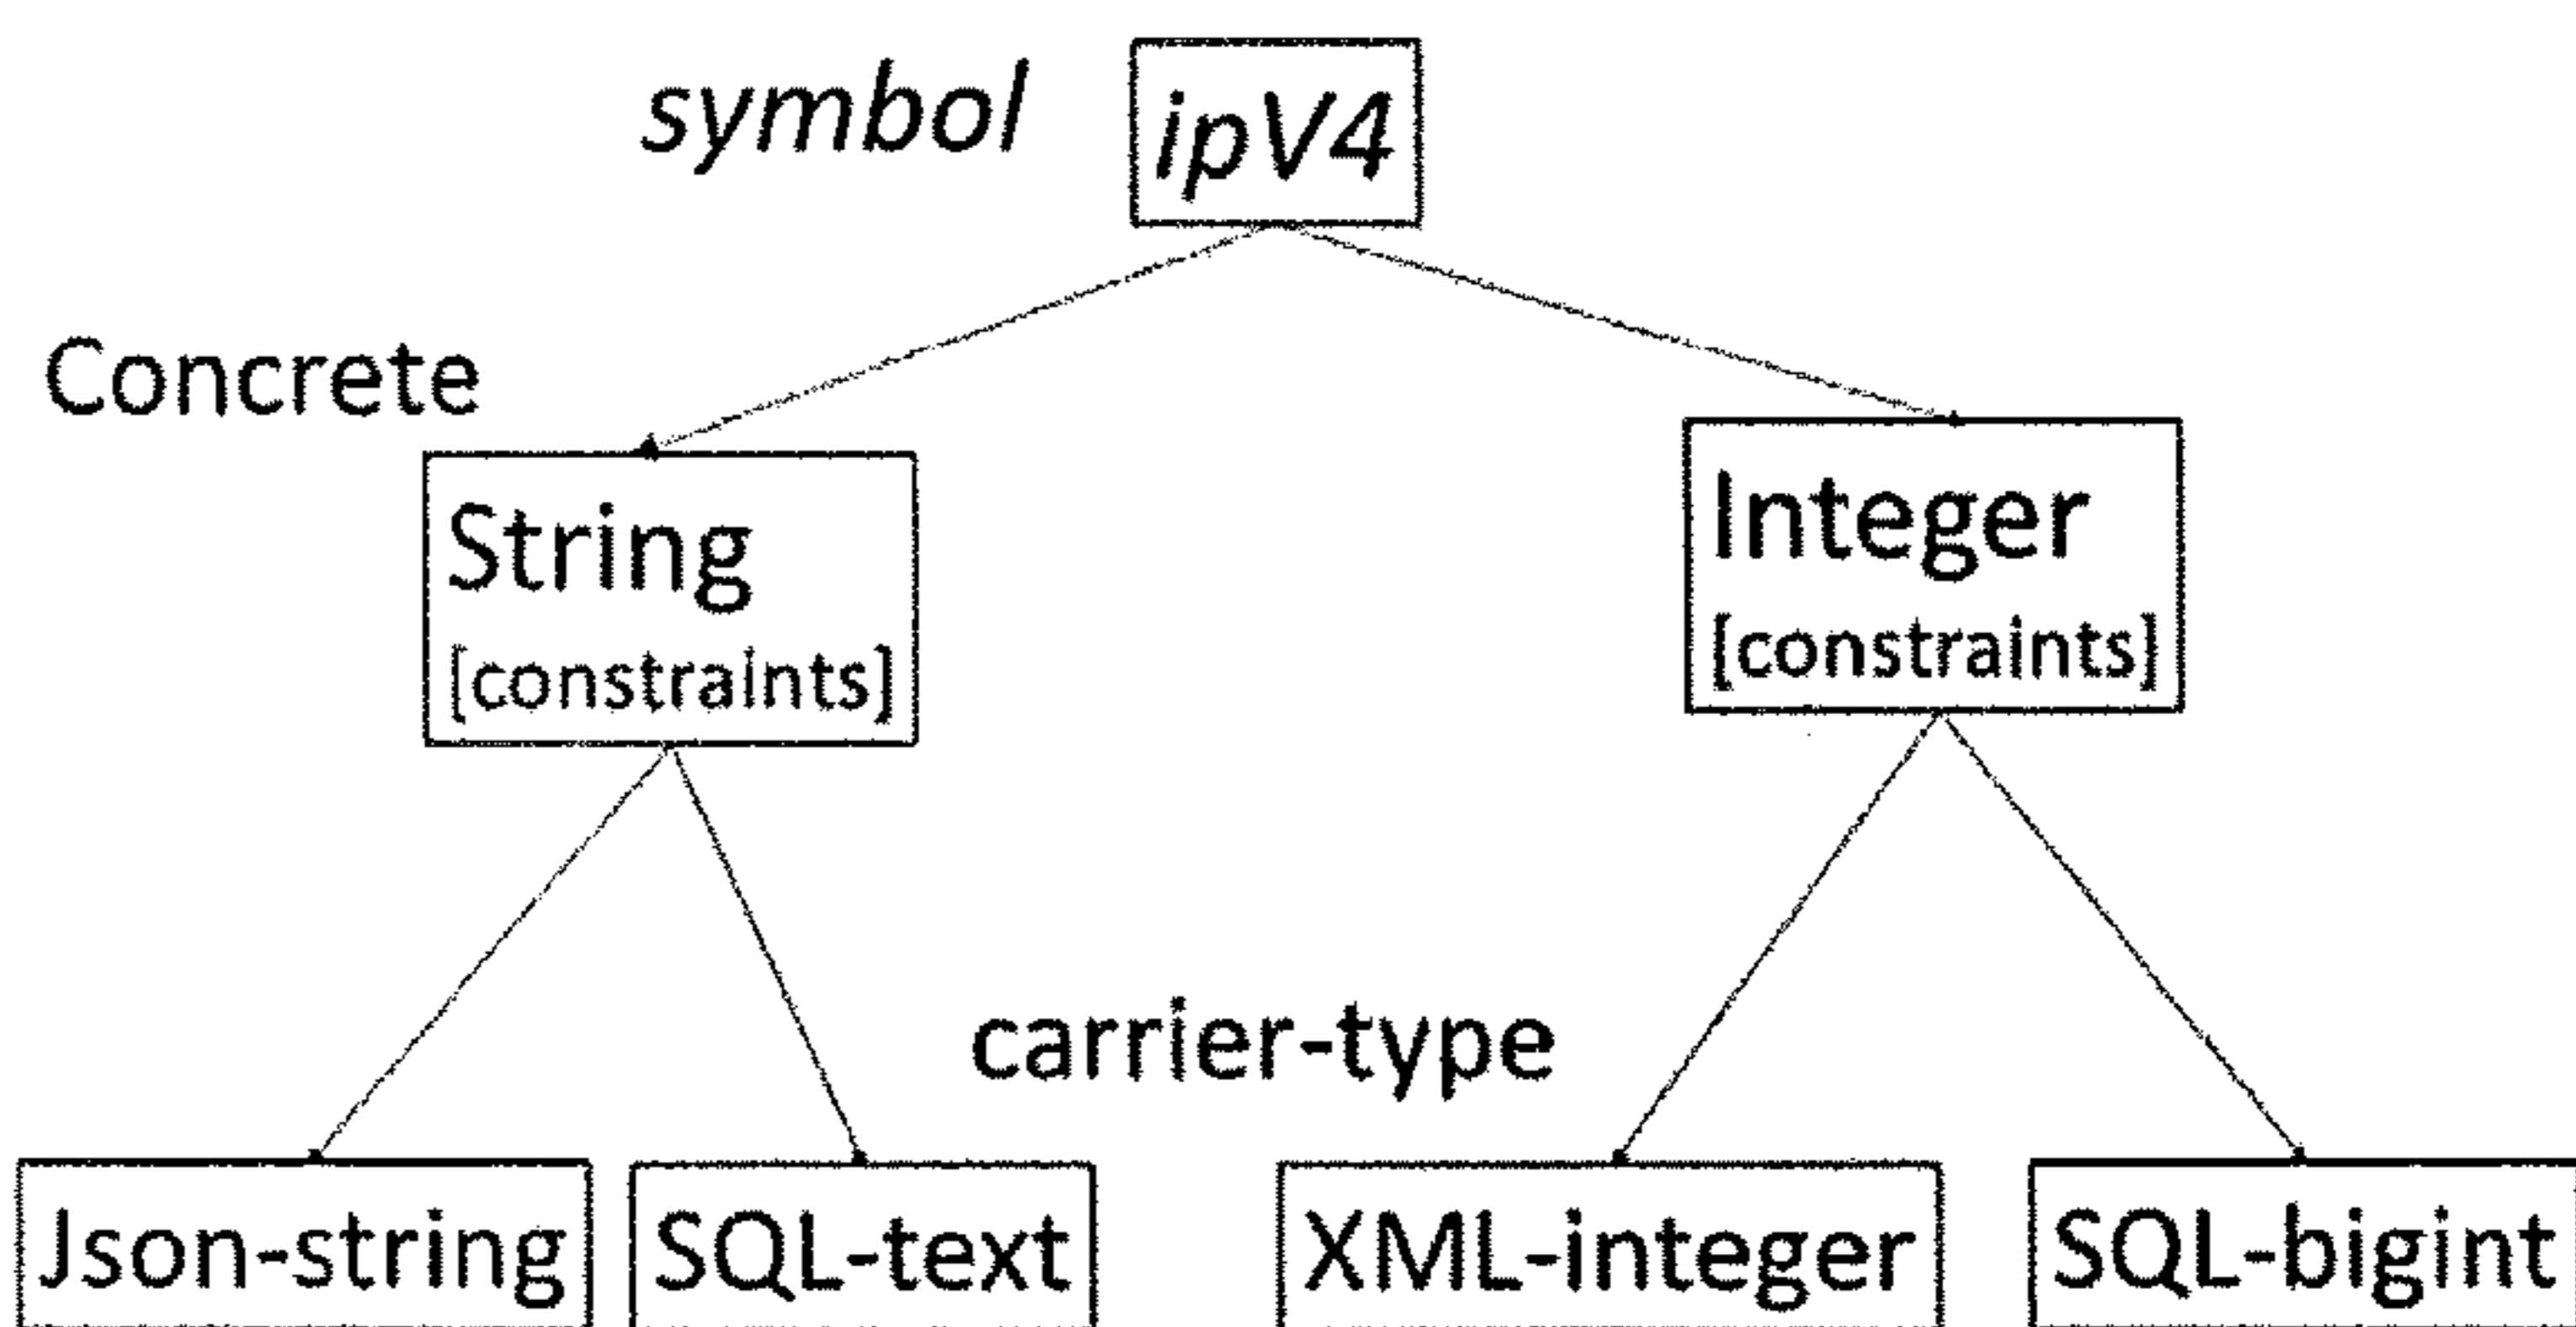 symbol
ipV4
Concrete
String
[constraints]
Integer
[constraints]
carrier-type
Json-string
SQL-text
XML-integer
SQL-bigint